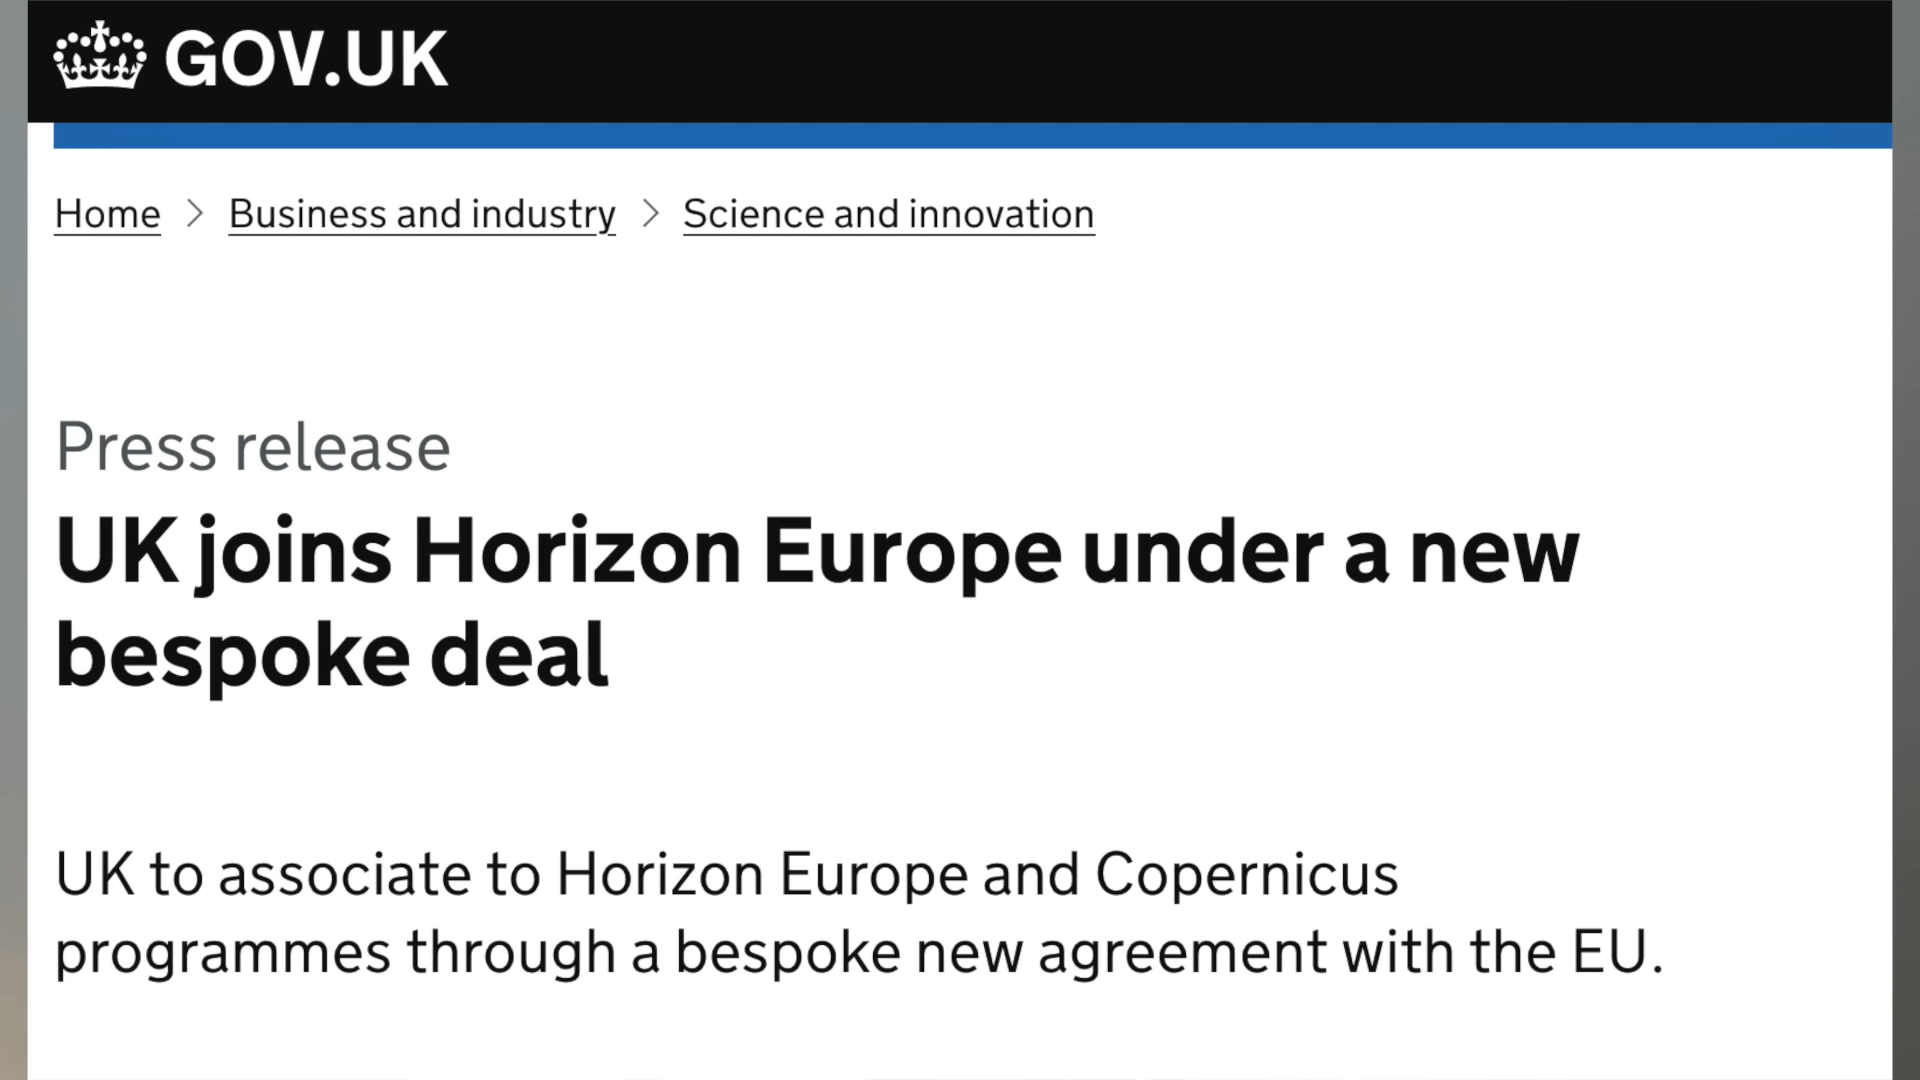 GOV.UK
Home > Business and industry > Science and innovation
Press release
UK joins Horizon Europe under a new
bespoke deal
UK to associate to Horizon Europe and Copernicus
programmes through a bespoke new agreement with the EU.